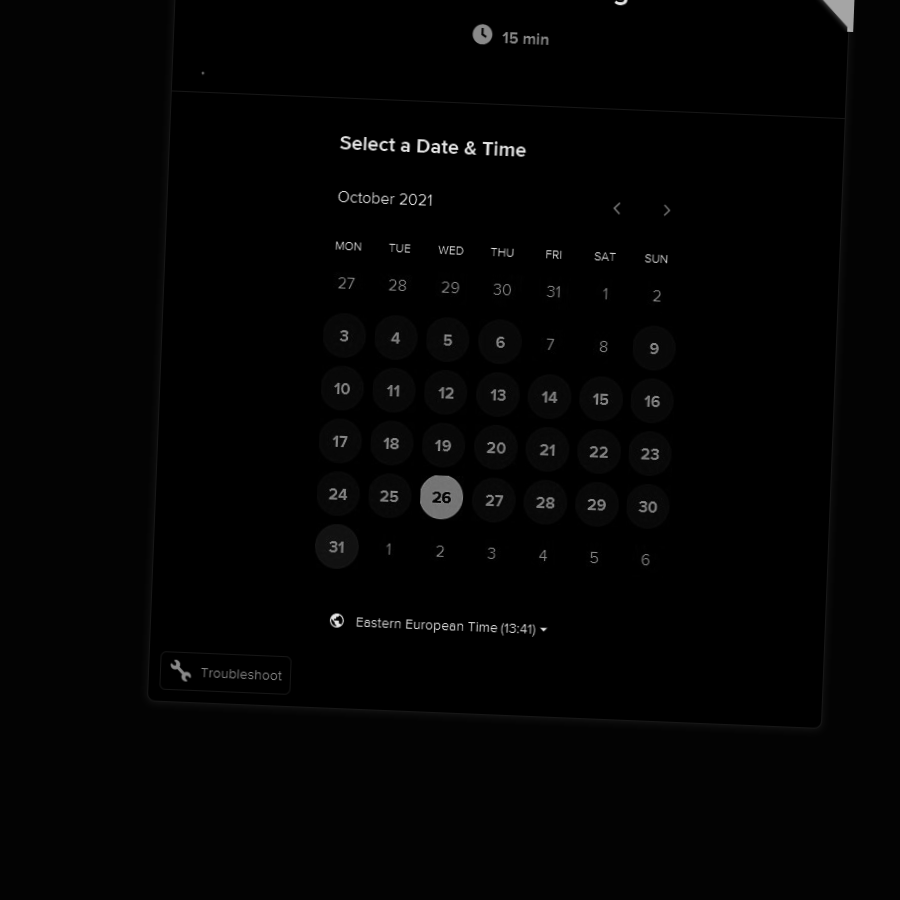 15 min
Select a Date & Time
October 2021
MON TUE WED THU FRI SAT SUN
27 28 29 30 31 1 2
3 4 5 6 7 8 9
10 11 12 13 14 15 16
17 18 19 20 21 22 23
24 25 26 27 28 29 30
31 1 2 3 4 5 6
Eastern European Time (13:41)
Troubleshoot